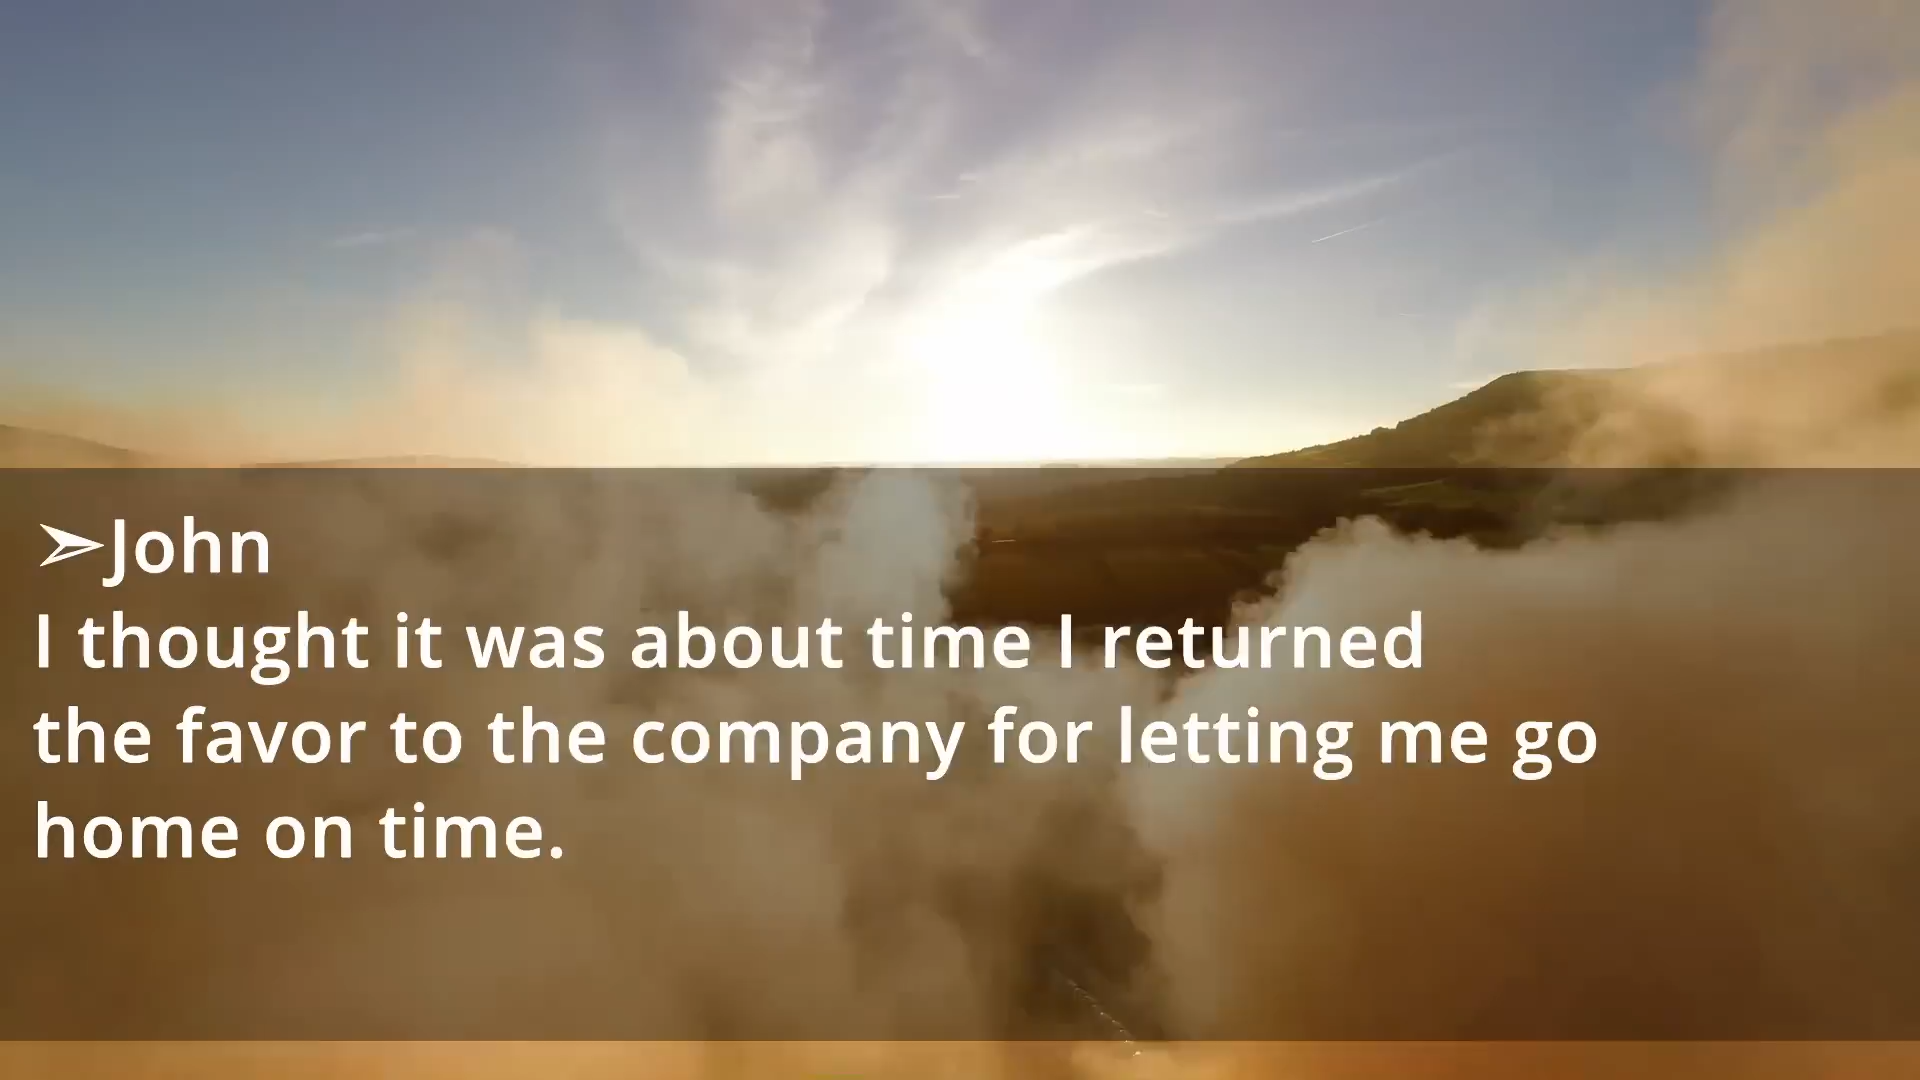 ➢John
I thought it was about time I returned
the favor to the company for letting me go
home on time.